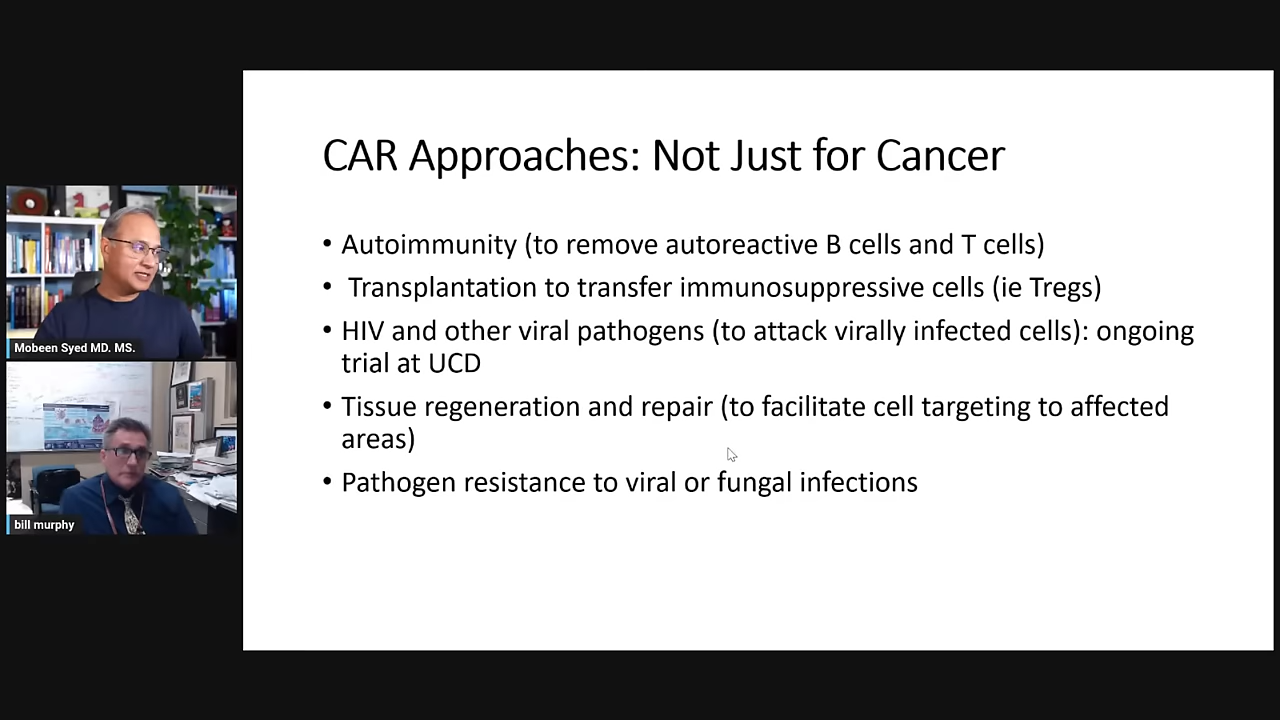 CAR Approaches: Not Just for Cancer
• Autoimmunity (to remove autoreactive B cells and T cells)
• Transplantation to transfer immunosuppressive cells (ie Tregs)
• HIV and other viral pathogens (to attack virally infected cells): ongoing
trial at UCD
• Tissue regeneration and repair (to facilitate cell targeting to affected
areas)
• Pathogen resistance to viral or fungal infections
Mobeen Syed MD. MS.
bill murphy